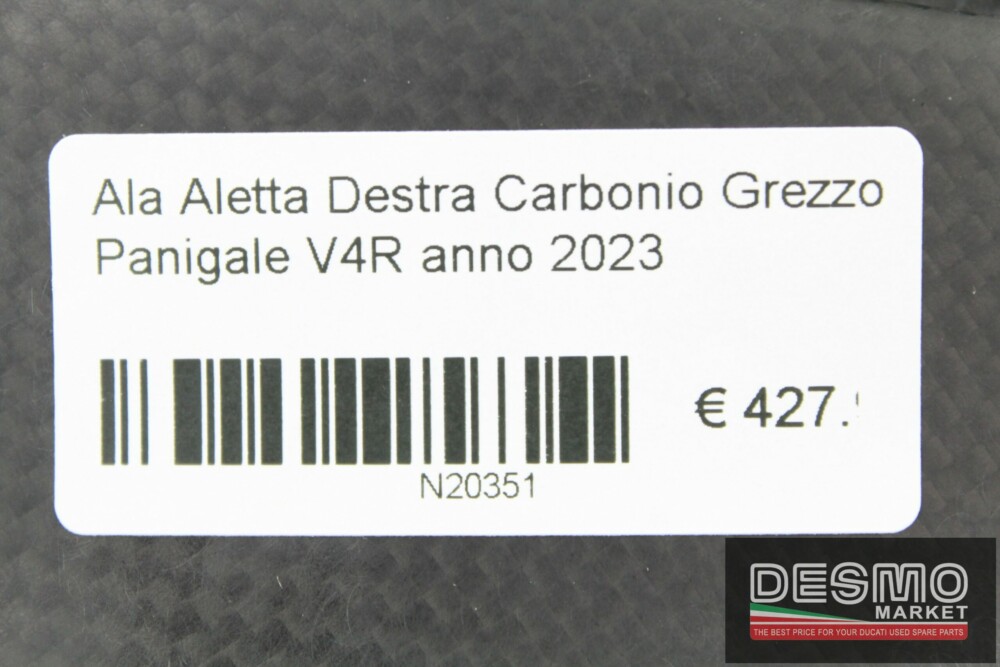 Ala Aletta Destra Carbonio Grezzo
Panigale V4R anno 2023
€ 427.
N20351
DESMO
MARKET
THE BEST PRICE FOR YOUR DUCATI USED SPARE PARTS